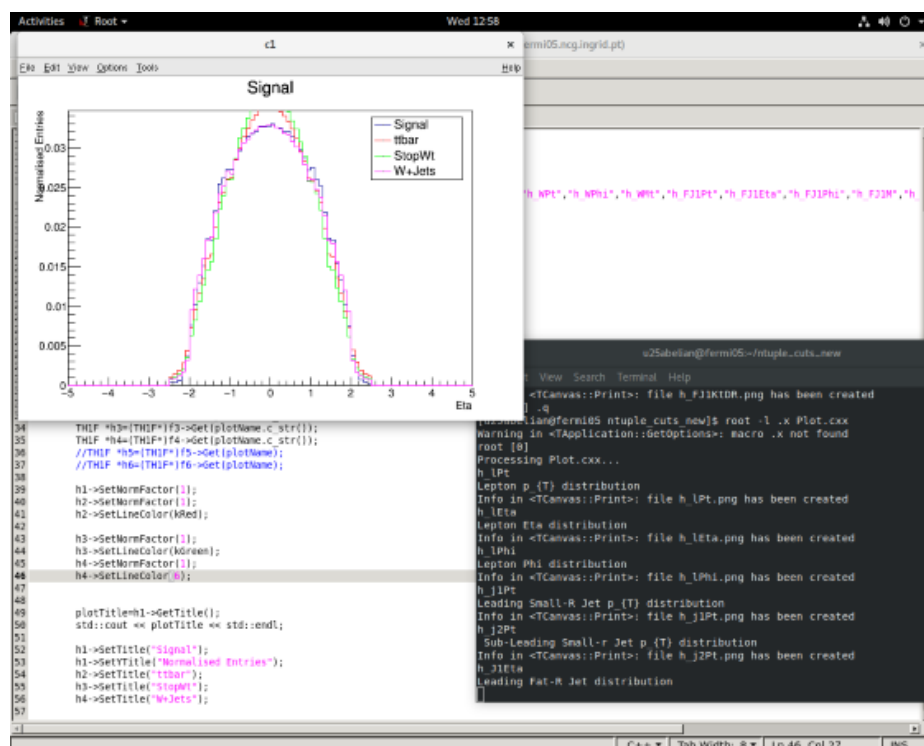 Activities
Root
Wed 12:58
c1
fermi05.ncg.ingrid.pt)
File Edit View Options Tools
Help
Signal
Normalised Entries
Signal
ttbar
StopWt
W+Jets
0.03
0.025
0.02
0.015
0.01
0.005
0
−5 −4 −3 −2 −1 0 1 2 3 4 5
Eta
"h_WPt","h_WPhi","h_WMt","h_FJ1Pt","h_FJ1Eta","h_FJ1Phi","h_FJ1M","h_
34 TH1F *h3=(TH1F*)f3->Get(plotName.c_str());
35 TH1F *h4=(TH1F*)f4->Get(plotName.c_str());
36 //TH1F *h5=(TH1F*)f5->Get(plotName);
37 //TH1F *h6=(TH1F*)f6->Get(plotName);
38
39 h1->SetNormFactor(1);
40 h2->SetNormFactor(1);
41 h2->SetLineColor(kRed);
42
43 h3->SetNormFactor(1);
44 h3->SetLineColor(kGreen);
45 h4->SetNormFactor(1);
46 h4->SetLineColor(6);
47
48
49 plotTitle=h1->GetTitle();
50 std::cout << plotTitle << std::endl;
51
52 h1->SetTitle("Signal");
53 h1->SetYTitle("Normalised Entries");
54 h2->SetTitle("ttbar");
55 h3->SetTitle("StopWt");
56 h4->SetTitle("W+Jets");
57
u25abelian@fermi05:~/ntuple_cuts_new
View Search Terminal Help
<TCanvas::Print>: file h_FJ1KtDR.png has been created
] .q
[u25abelian@fermi05 ntuple_cuts_new]$ root -l .x Plot.cxx
Warning in <TApplication::GetOptions>: macro .x not found
root [0]
Processing Plot.cxx...
h_lPt
Lepton p_{T} distribution
Info in <TCanvas::Print>: file h_lPt.png has been created
h_lEta
Lepton Eta distribution
Info in <TCanvas::Print>: file h_lEta.png has been created
h_lPhi
Lepton Phi distribution
Info in <TCanvas::Print>: file h_lPhi.png has been created
h_j1Pt
Leading Small-R Jet p_{T} distribution
Info in <TCanvas::Print>: file h_j1Pt.png has been created
h_j2Pt
Sub-Leading Small-r Jet p_{T} distribution
Info in <TCanvas::Print>: file h_j2Pt.png has been created
h_J1Eta
Leading Fat-R Jet distribution
C++ Tab Width: 8 Ln 46, Col 27 INS